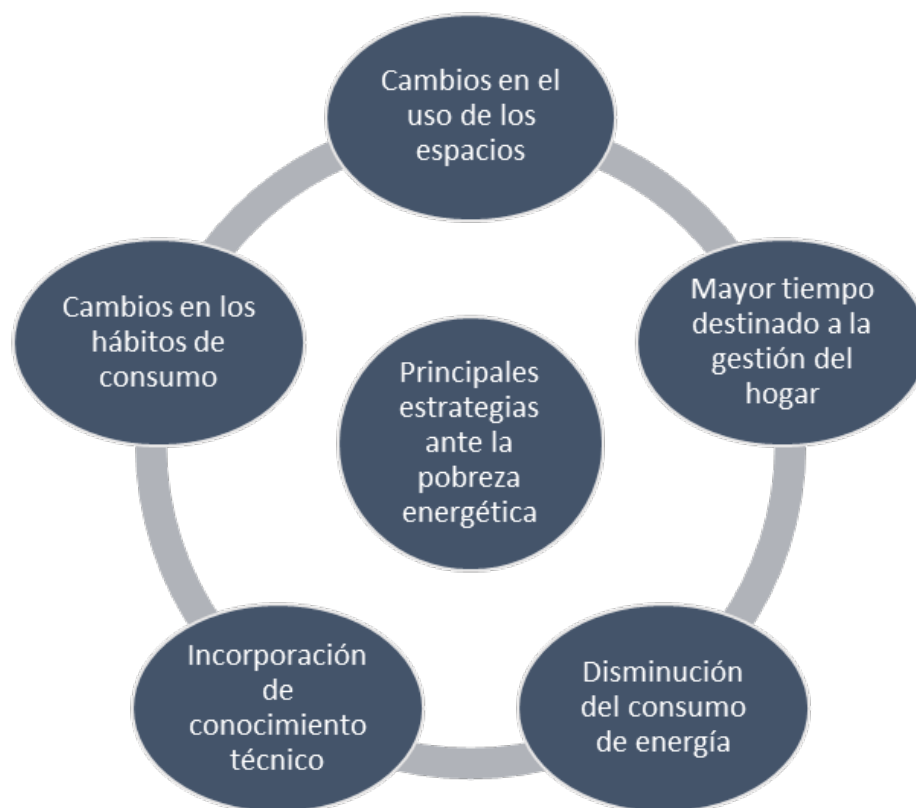 Cambios en el
uso de los
espacios
Mayor tiempo
destinado a la
gestión del
hogar
Disminución
del consumo
de energía
Incorporación
de
conocimiento
técnico
Cambios en los
hábitos de
consumo
Principales
estrategias
ante la
pobreza
energética